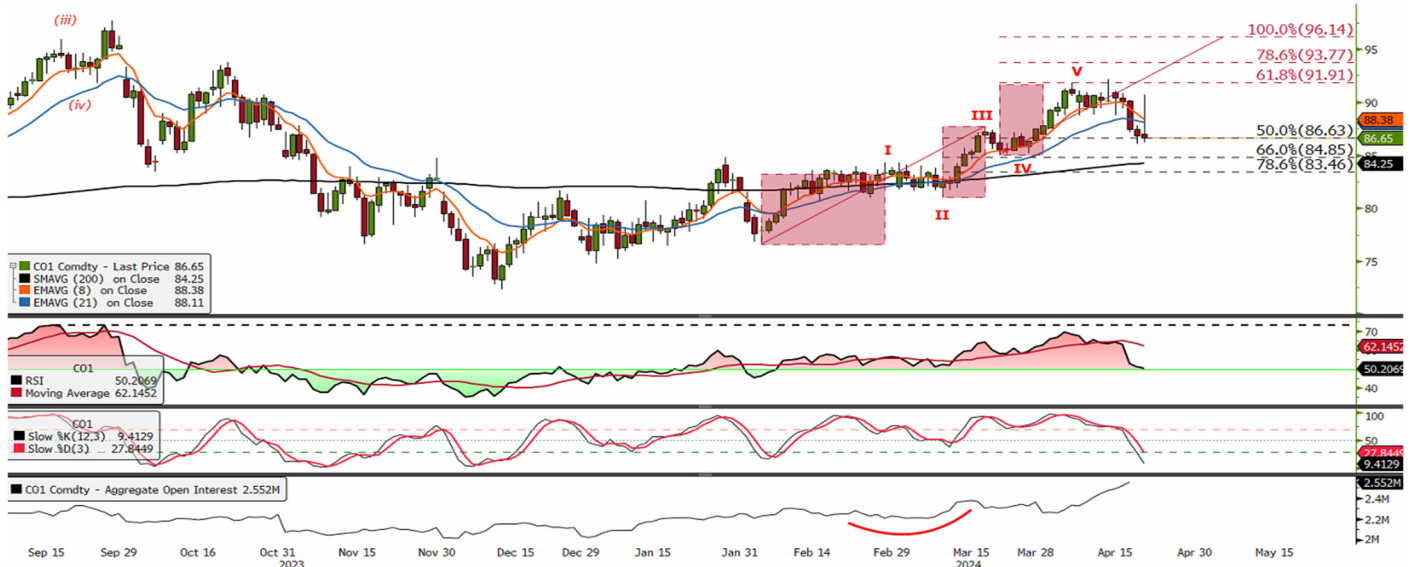 (iii)
(iv)
I
II
III
IV
V
100.0%(96.14)
78.6%(93.77)
61.8%(91.91)
50.0%(86.63)
66.0%(84.85)
78.6%(83.46)
95
90
85
80
75
88.38
86.65
84.25
CO1 Comdty - Last Price 86.65
SMAVG (200) on Close 84.25
EMAVG (8) on Close 88.38
EMAVG (21) on Close 88.11
CO1
RSI 50.2069
Moving Average 62.1452
70
62.1452
50.2069
40
CO1
Slow %K(12,3) 9.4129
Slow %D(3) 27.8449
100
50
27.8449
9.4129
CO1 Comdty - Aggregate Open Interest 2.552M
2.552M
2.4M
2.2M
2M
Sep 15 Sep 29 Oct 16 Oct 31 Nov 15 Nov 30 Dec 15 Dec 29 Jan 15 Jan 31 Feb 14 Feb 29 Mar 15 Mar 28 Apr 15 Apr 30 May 15
2023 2024